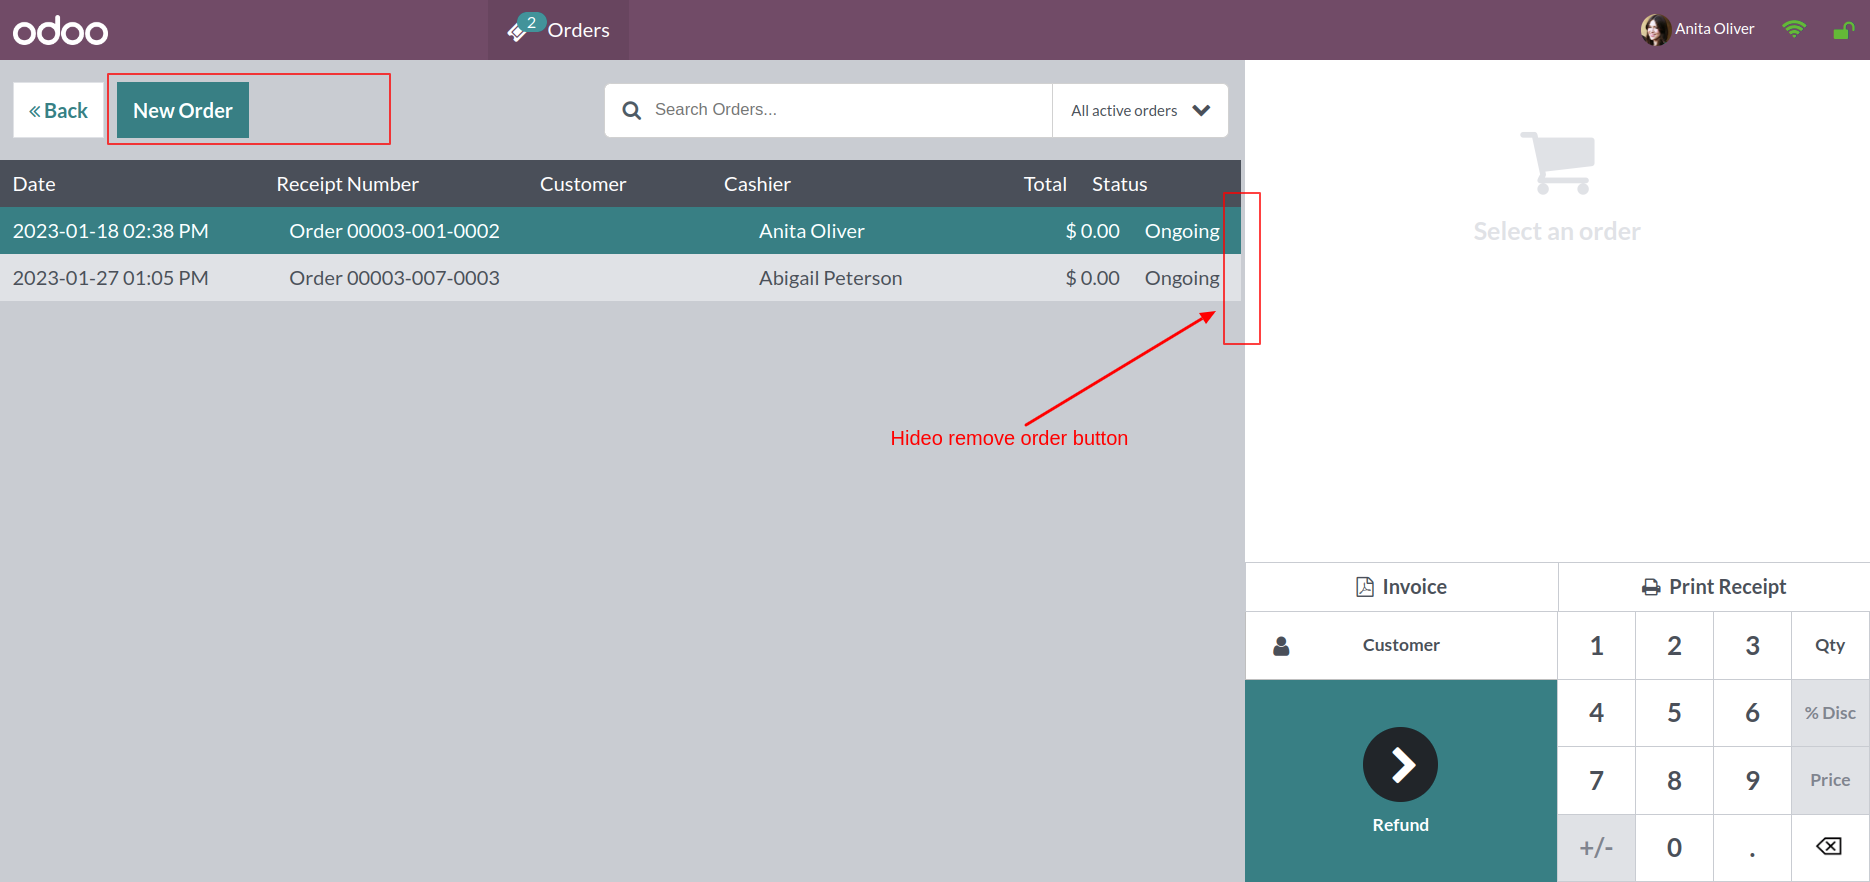 odoo
2
Orders
Anita Oliver
Back
New Order
Search Orders...
All active orders
Date Receipt Number Customer Cashier Total Status
2023-01-18 02:38 PM Order 00003-001-0002 Anita Oliver $ 0.00 Ongoing
2023-01-27 01:05 PM Order 00003-007-0003 Abigail Peterson $ 0.00 Ongoing
Hideo remove order button
Select an order
Invoice
Print Receipt
Customer
1 2 3 Qty
4 5 6 % Disc
7 8 9 Price
+/- 0 .
Refund